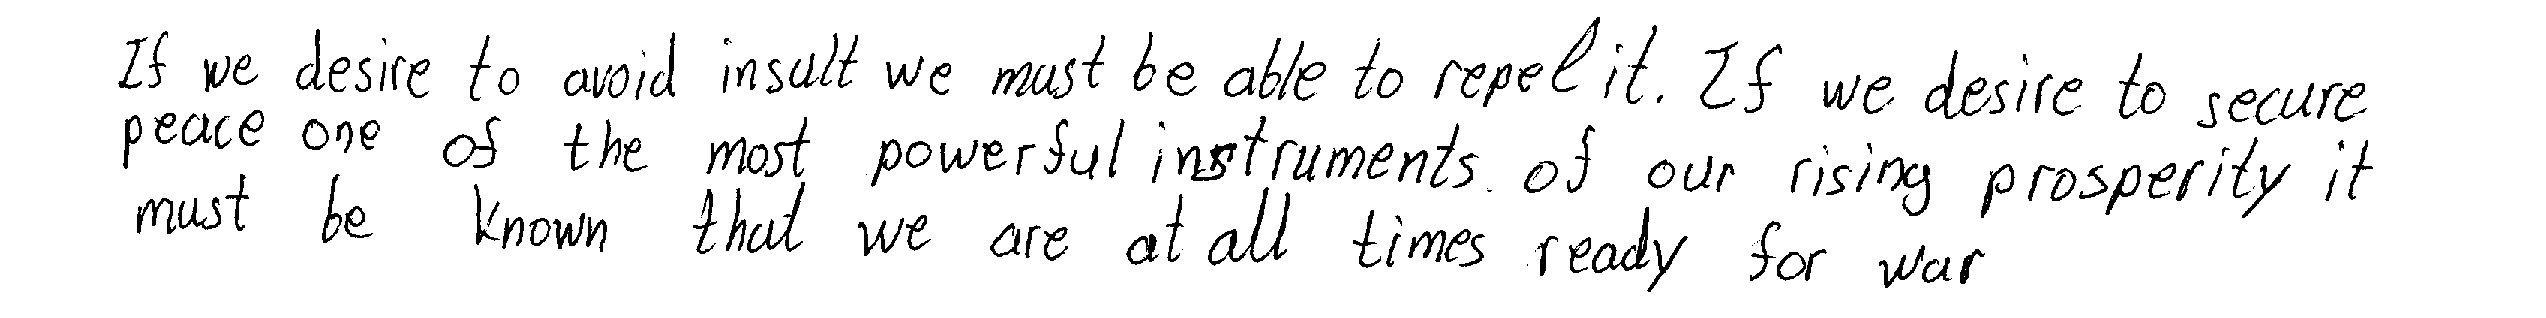 If we desire to avoid insult we must be able to repel it. If we desire to secure
peace one of the most powerful instruments of our rising prosperity it
must be known that we are at all times ready for war